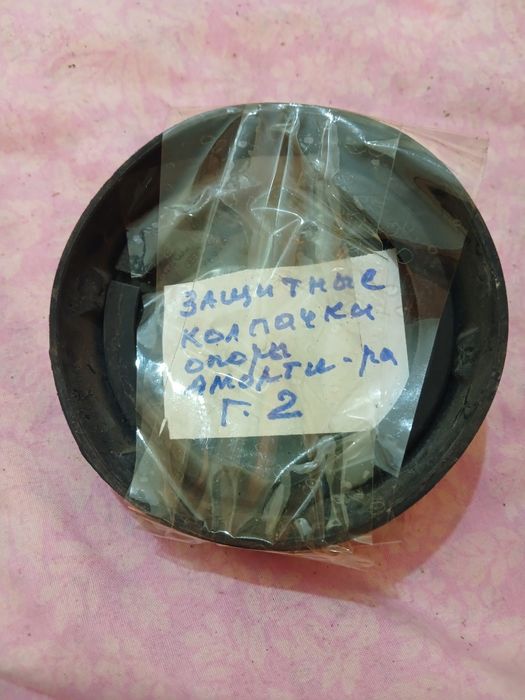 ЗАЩИТНЫЕ
КОЛПАЧКИ
ОПОРЫ
АМОРТИ-РА
Г. 2